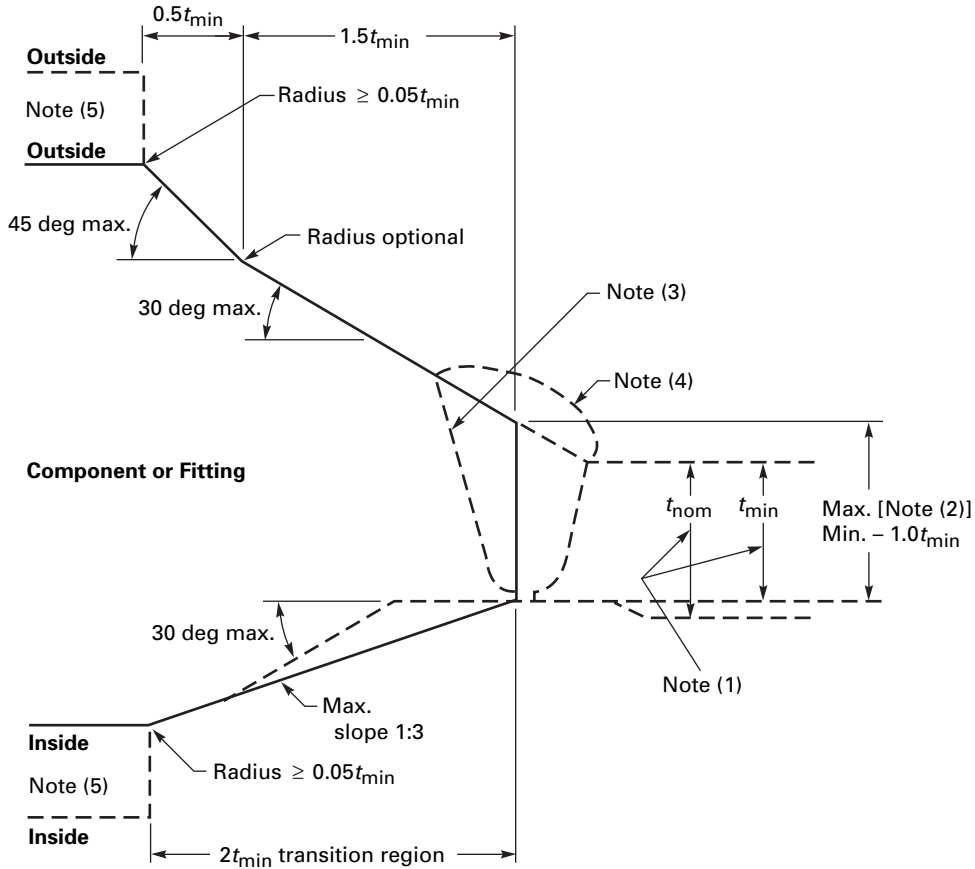 0.5tmin
1.5tmin
Outside
Note (5)
Radius ≥ 0.05tmin
Outside
45 deg max.
Radius optional
30 deg max.
Note (3)
Note (4)
Component or Fitting
tnom
tmin
Max. [Note (2)]
Min. – 1.0tmin
30 deg max.
Note (1)
Max.
slope 1:3
Inside
Note (5)
Radius ≥ 0.05tmin
Inside
2tmin transition region